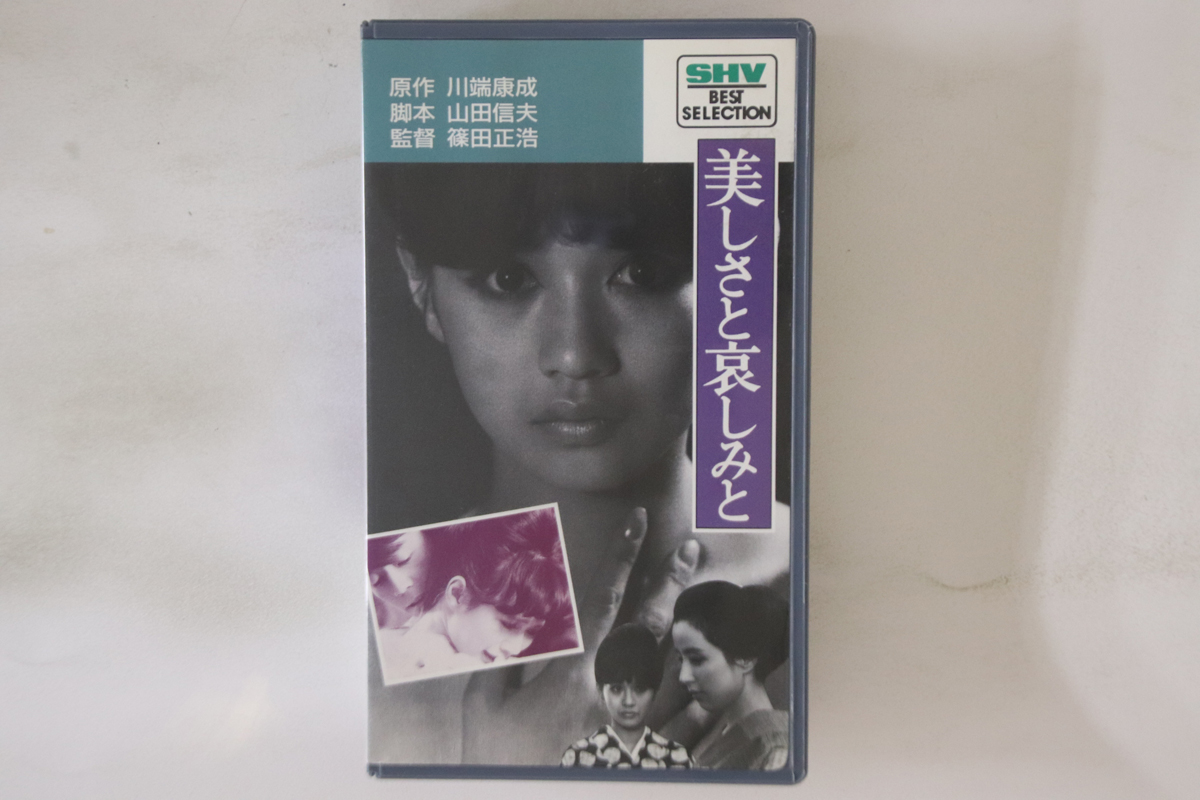 原作 川端康成
脚本 山田信夫
監督 篠田正浩
SHV
BEST
SELECTION
美しさと哀しみと